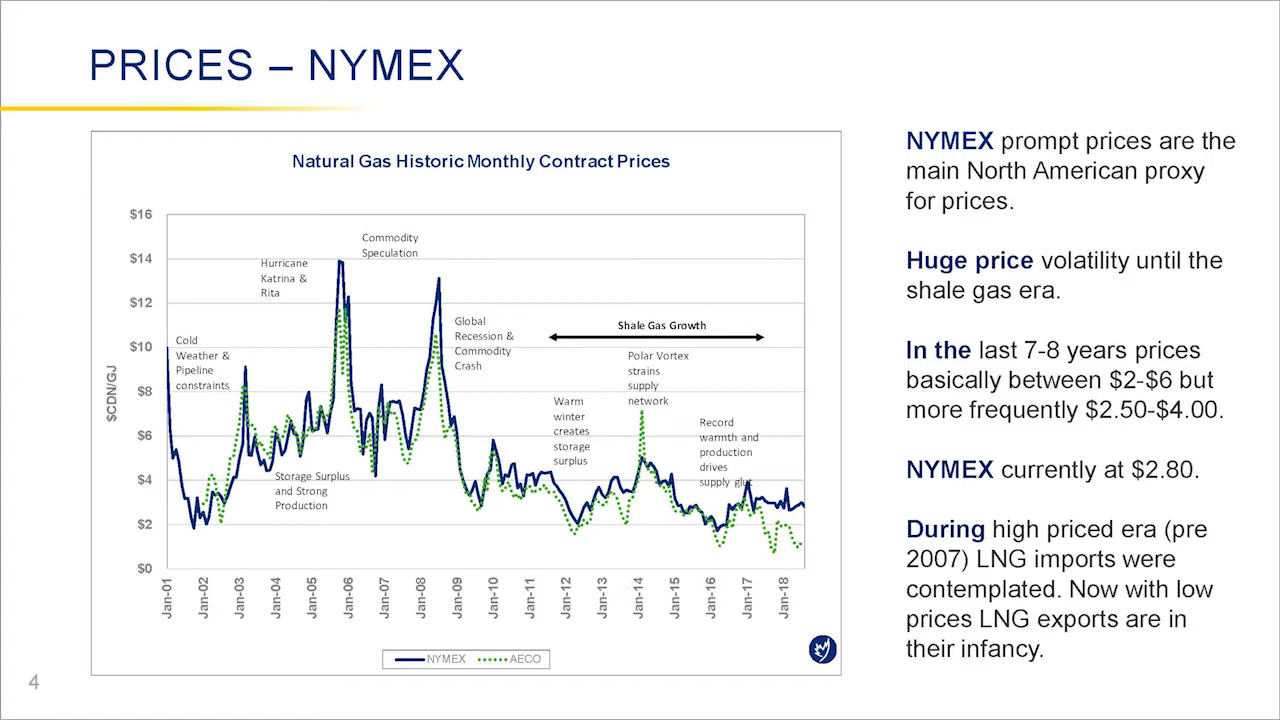 PRICES – NYMEX
Natural Gas Historic Monthly Contract Prices
$CDN/GJ
$16
$14
$12
$10
$8
$6
$4
$2
$0
Cold
Weather &
Pipeline
constraints
Hurricane
Katrina &
Rita
Commodity
Speculation
Storage Surplus
and Strong
Production
Global
Recession &
Commodity
Crash
Shale Gas Growth
Warm
winter
creates
storage
surplus
Polar Vortex
strains
supply
network
Record
warmth and
production
drives
supply glut
Jan-01
Jan-02
Jan-03
Jan-04
Jan-05
Jan-06
Jan-07
Jan-08
Jan-09
Jan-10
Jan-11
Jan-12
Jan-13
Jan-14
Jan-15
Jan-16
Jan-17
Jan-18
NYMEX
AECO
NYMEX prompt prices are the
main North American proxy
for prices.
Huge price volatility until the
shale gas era.
In the last 7-8 years prices
basically between $2-$6 but
more frequently $2.50-$4.00.
NYMEX currently at $2.80.
During high priced era (pre
2007) LNG imports were
contemplated. Now with low
prices LNG exports are in
their infancy.
4